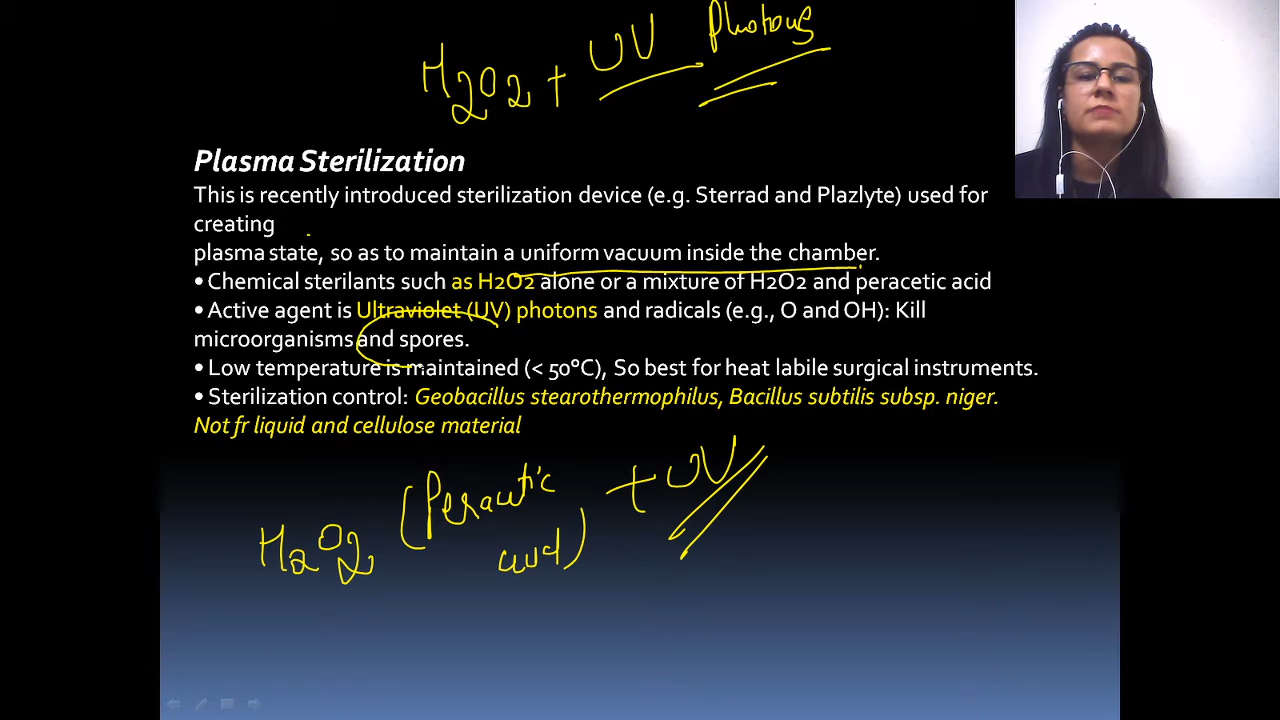 H2O2 + UV Photons
Plasma Sterilization
This is recently introduced sterilization device (e.g. Sterrad and Plazlyte) used for
creating
plasma state, so as to maintain a uniform vacuum inside the chamber.
• Chemical sterilants such as H2O2 alone or a mixture of H2O2 and peracetic acid
• Active agent is Ultraviolet (UV) photons and radicals (e.g., O and OH): Kill
microorganisms and spores.
• Low temperature is maintained (< 50°C), So best for heat labile surgical instruments.
• Sterilization control: Geobacillus stearothermophilus, Bacillus subtilis subsp. niger.
Not fr liquid and cellulose material
H2O2 (Peracetic + UV
acid)